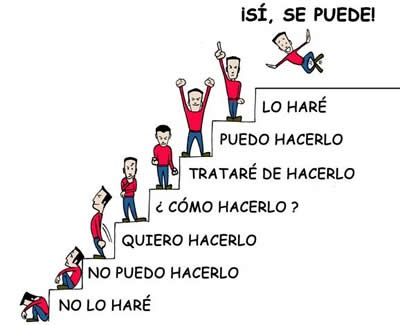 ¡SÍ, SE PUEDE!
LO HARÉ
PUEDO HACERLO
TRATARÉ DE HACERLO
¿ CÓMO HACERLO ?
QUIERO HACERLO
NO PUEDO HACERLO
NO LO HARÉ